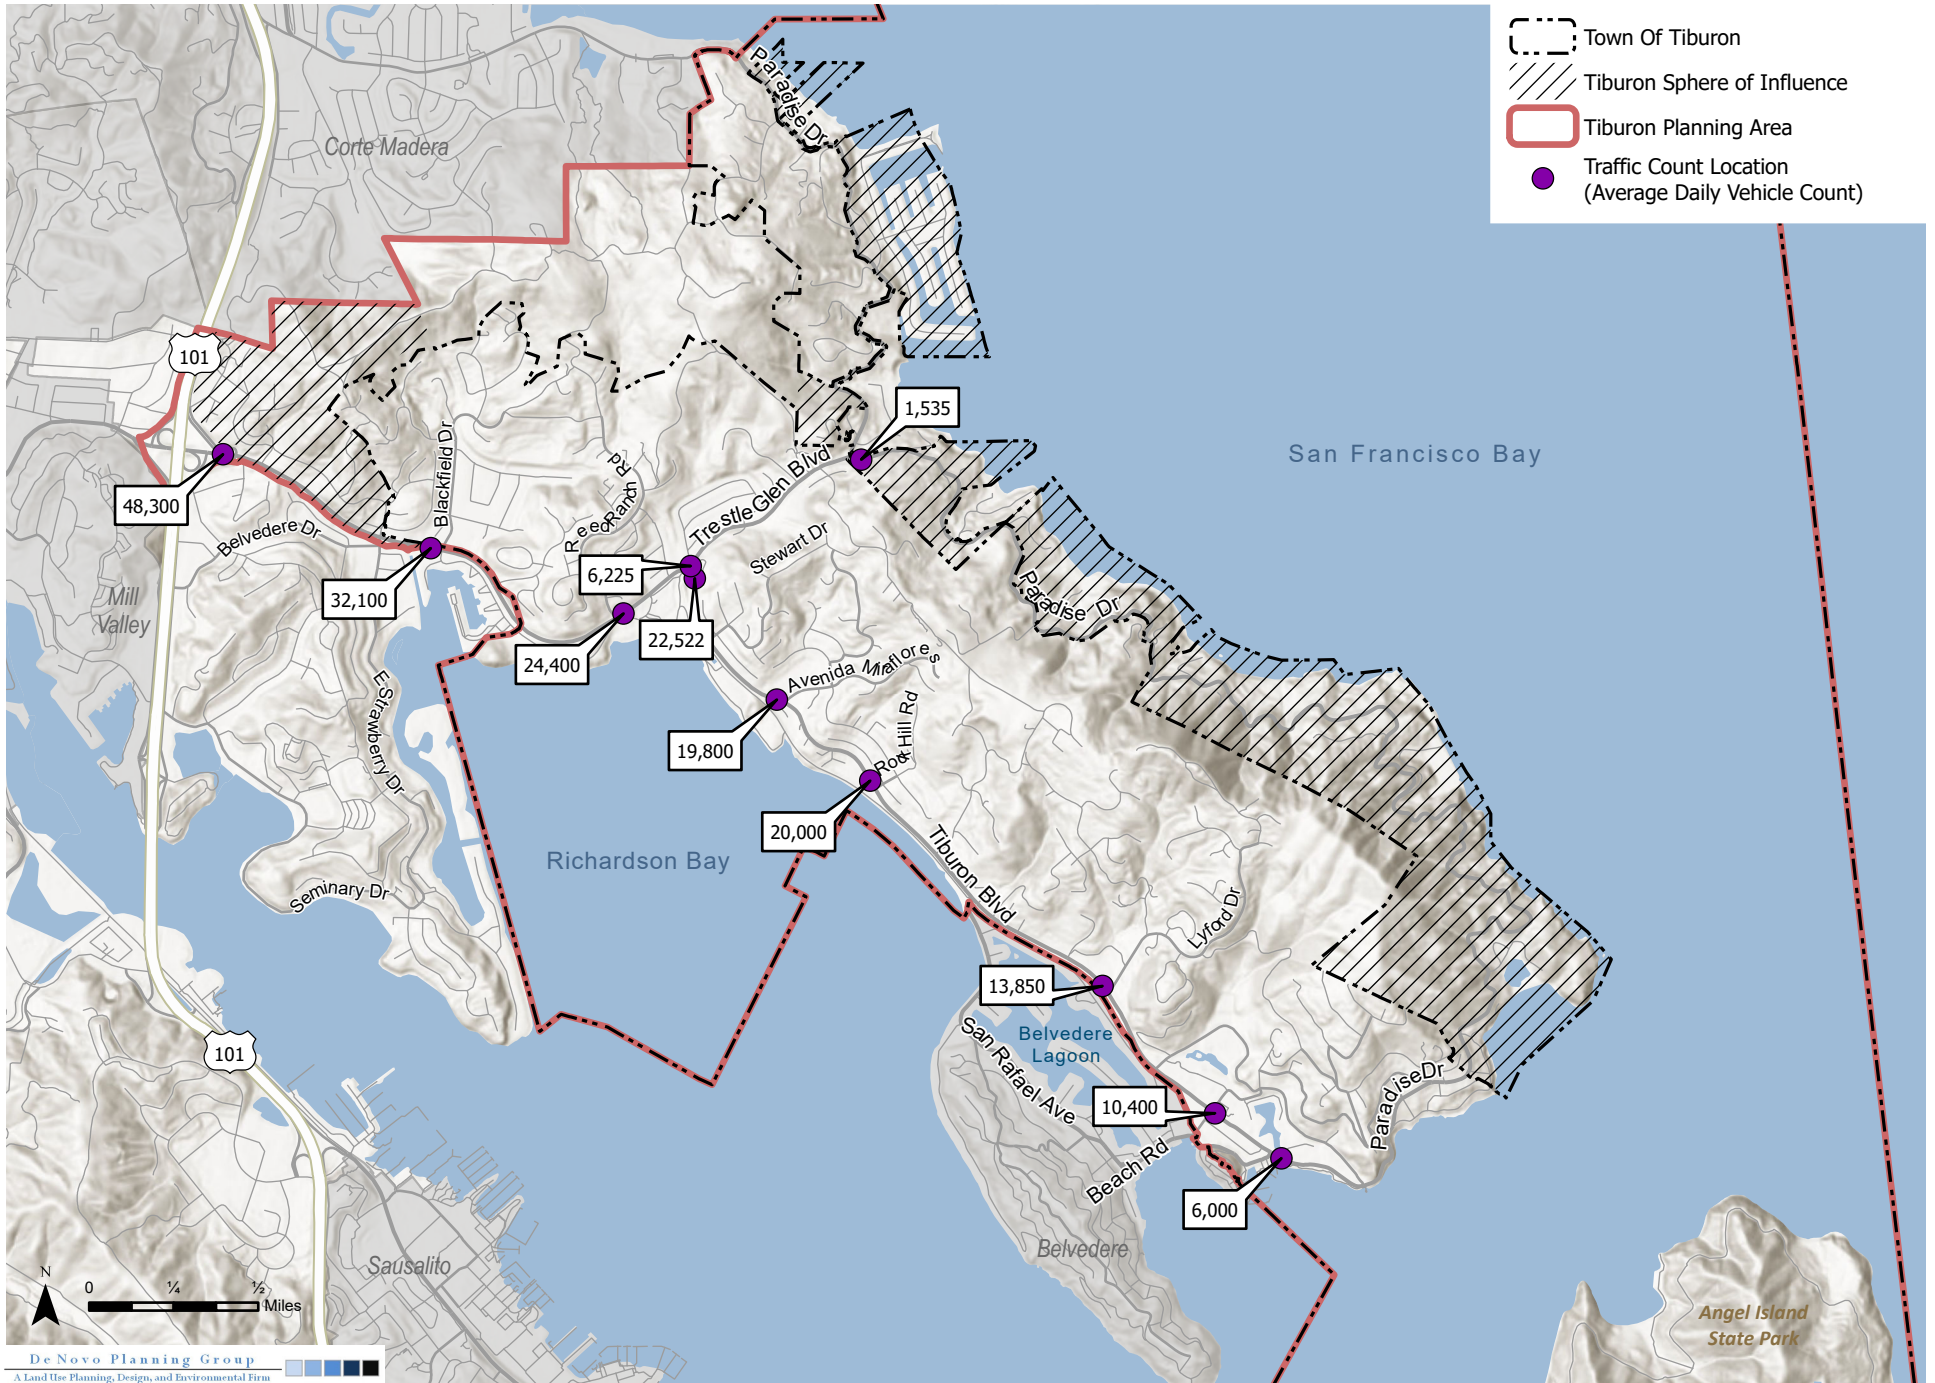 Town Of Tiburon
Tiburon Sphere of Influence
Tiburon Planning Area
Traffic Count Location
(Average Daily Vehicle Count)
Paradise Dr
Corte Madera
101
1,535
San Francisco Bay
48,300
Belvedere Dr
Blackfield Dr
Reed Ranch Rd
Trestle Glen Blvd
Stewart Dr
6,225
32,100
Mill
Valley
22,522
24,400
Paradise Dr
Avenida Miraflores
E Strawberry Dr
19,800
Rock Hill Rd
20,000
Richardson Bay
Tiburon Blvd
Seminary Dr
Lyford Dr
13,850
Belvedere
Lagoon
San Rafael Ave
101
Paradise Dr
10,400
Beach Rd
6,000
Belvedere
Sausalito
Angel Island
State Park
N
0 ¼ ½
Miles
De Novo Planning Group
A Land Use Planning, Design, and Environmental Firm